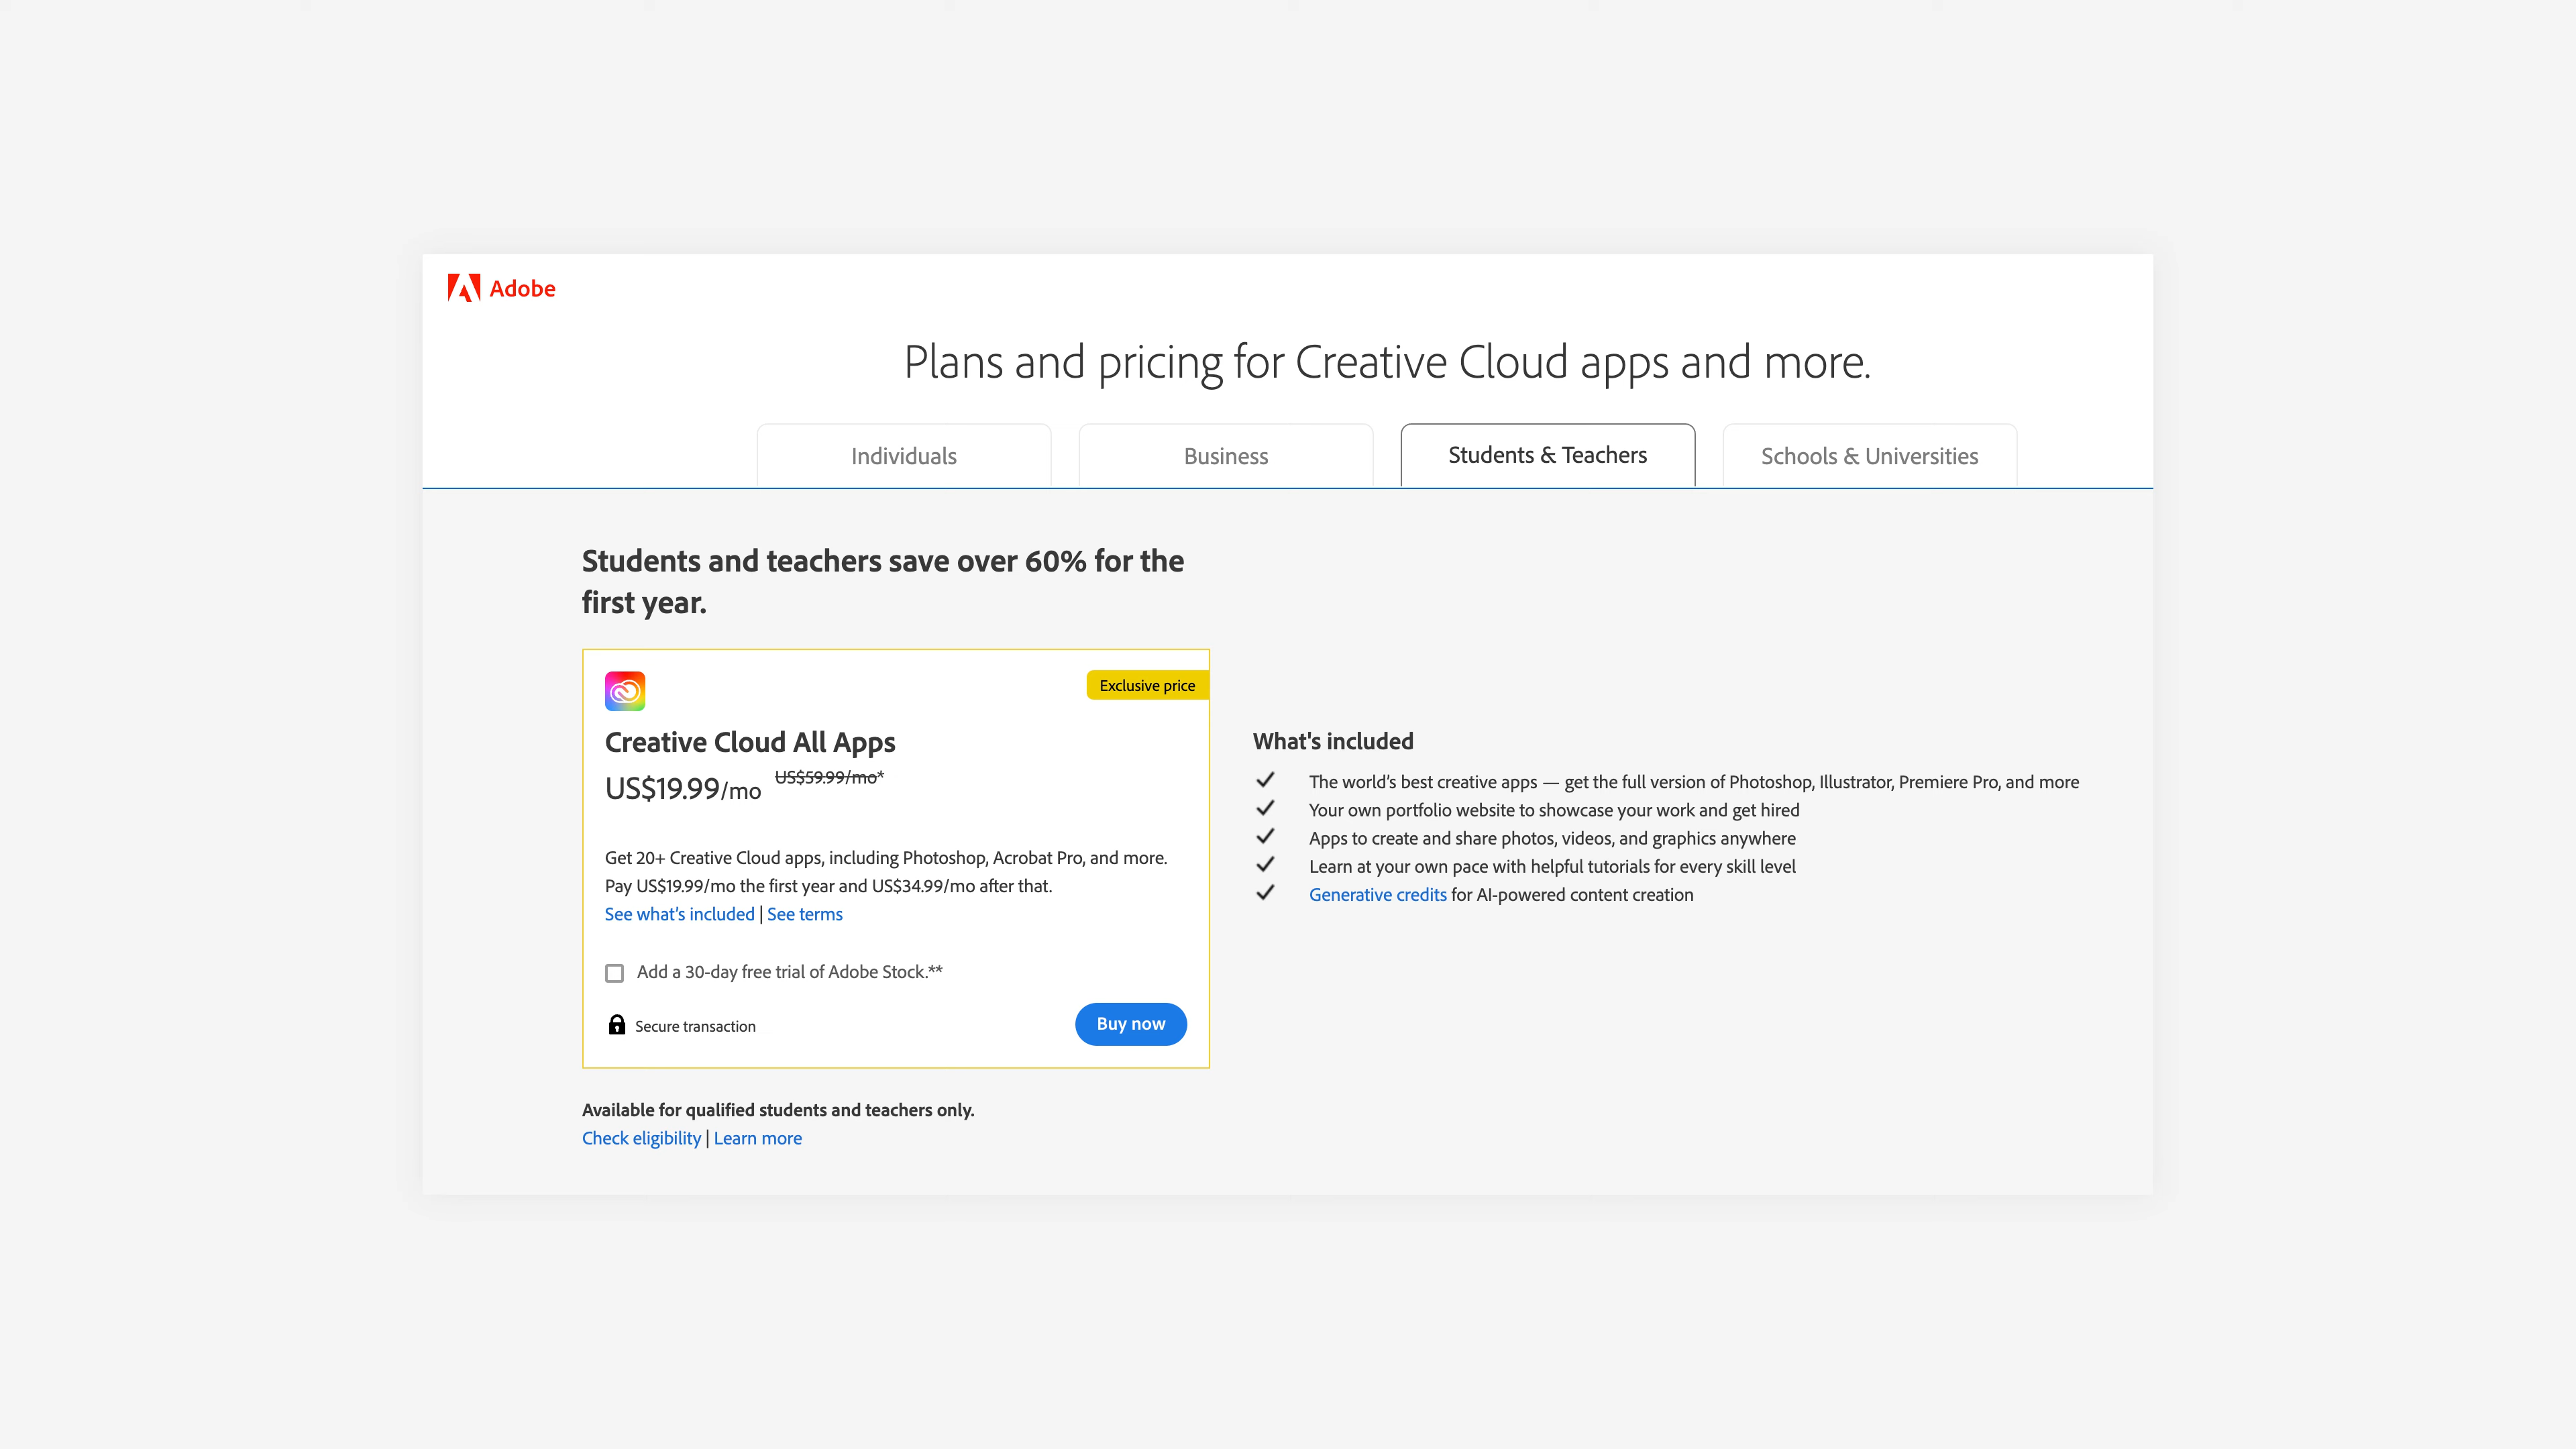 Adobe
Plans and pricing for Creative Cloud apps and more.
Individuals
Business
Students & Teachers
Schools & Universities
Students and teachers save over 60% for the
first year.
Exclusive price
Creative Cloud All Apps
US$19.99/mo US$59.99/mo*
Get 20+ Creative Cloud apps, including Photoshop, Acrobat Pro, and more.
Pay US$19.99/mo the first year and US$34.99/mo after that.
See what's included | See terms
Add a 30-day free trial of Adobe Stock.**
Secure transaction
Buy now
Available for qualified students and teachers only.
Check eligibility | Learn more
What's included
The world's best creative apps — get the full version of Photoshop, Illustrator, Premiere Pro, and more
Your own portfolio website to showcase your work and get hired
Apps to create and share photos, videos, and graphics anywhere
Learn at your own pace with helpful tutorials for every skill level
Generative credits for AI-powered content creation